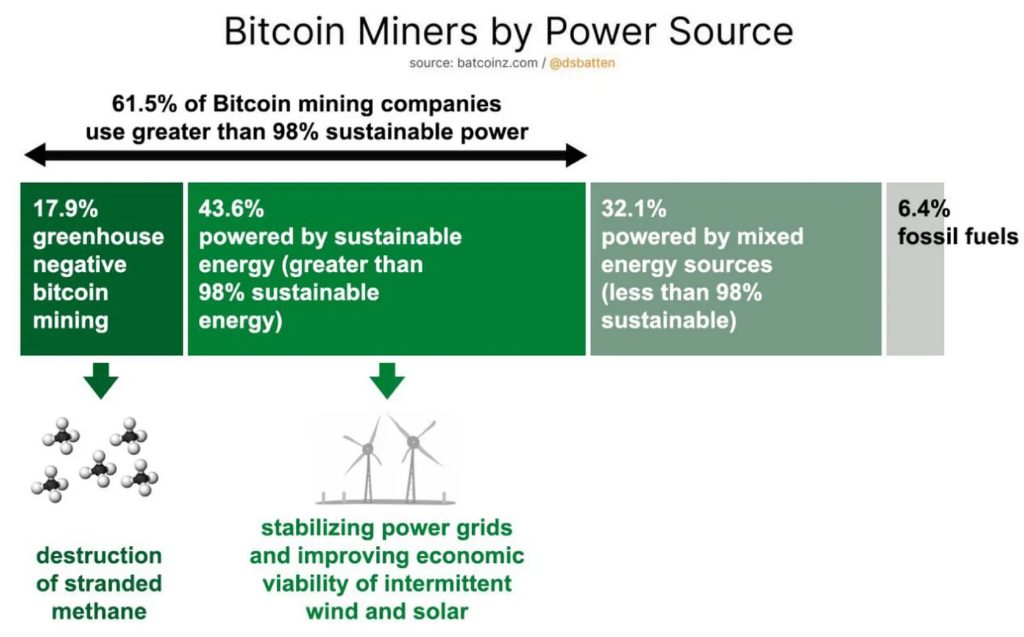 Bitcoin Miners by Power Source
source: batcoinz.com / @dsbatten
61.5% of Bitcoin mining companies
use greater than 98% sustainable power
17.9%
greenhouse
negative
bitcoin
mining
43.6%
powered by sustainable
energy (greater than
98% sustainable
energy)
32.1%
powered by mixed
energy sources
(less than 98%
sustainable)
6.4%
fossil fuels
destruction
of stranded
methane
stabilizing power grids
and improving economic
viability of intermittent
wind and solar